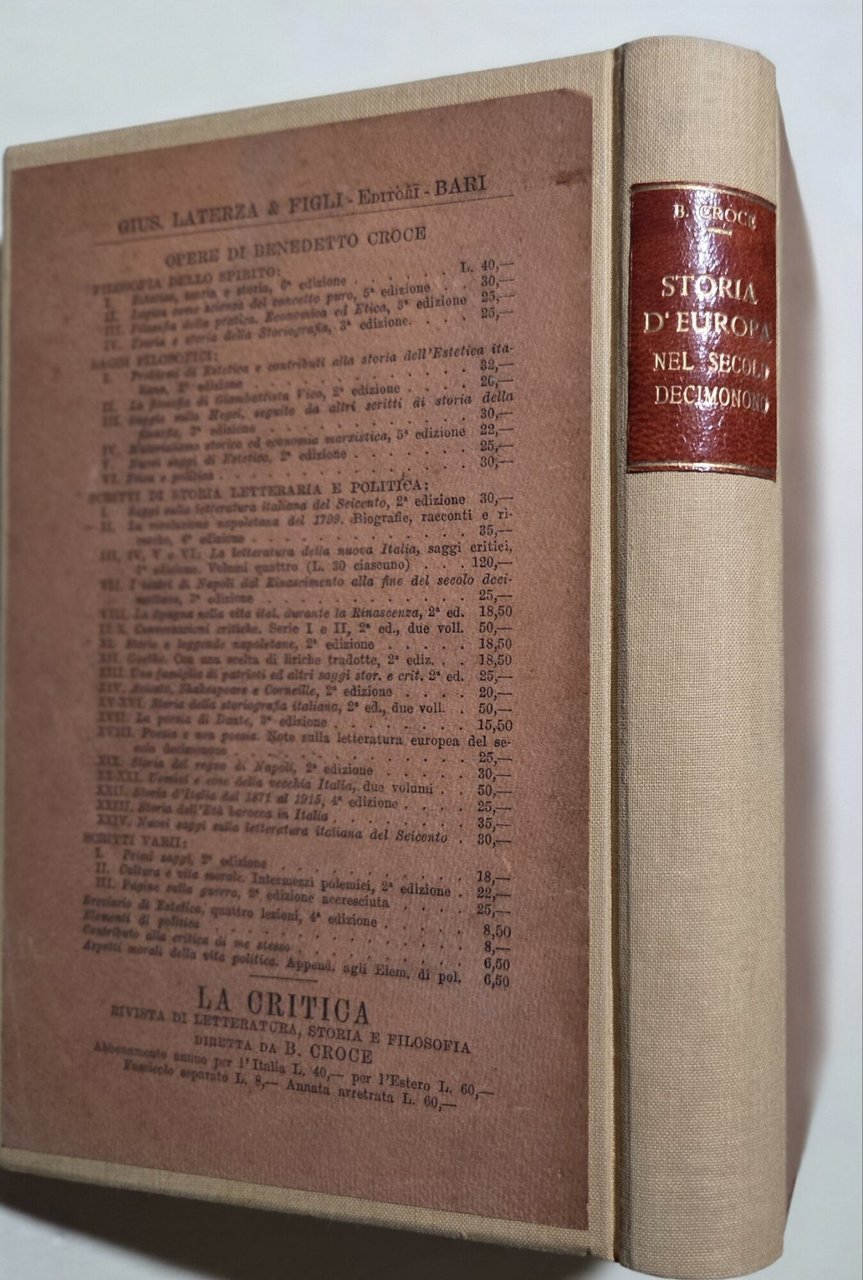 GIUS. LATERZA & FIGLI - EDITORI - BARI
OPERE DI BENEDETTO CROCE
FILOSOFIA DELLO SPIRITO:
I. Estetica, teoria e storia, 6ª edizione . . . . . . . L. 40,—
II. Logica come scienza del concetto puro, 5ª edizione . . 30,—
III. Filosofia della pratica. Economica ed Etica, 3ª edizione 25,—
IV. Teoria e storia della Storiografia, 3ª edizione. . . . 25,—
SAGGI FILOSOFICI:
I. Problemi di Estetica e contributi alla storia dell'Estetica ita-
liana, 2ª edizione . . . . . . . . . . . 32,—
II. La filosofia di Giambattista Vico, 2ª edizione . . . . 26,—
III. Saggio sullo Hegel, seguito da altri scritti di storia della
filosofia, 2ª edizione . . . . . . . . . . 30,—
IV. Materialismo storico ed economia marxistica, 5ª edizione 22,—
V. Nuovi saggi di Estetica, 2ª edizione . . . . . . 25,—
VI. Etica e politica . . . . . . . . . . . 30,—
SCRITTI DI STORIA LETTERARIA E POLITICA:
I. Saggi sulla letteratura italiana del Seicento, 2ª edizione 30,—
II. La rivoluzione napoletana del 1799. Biografie, racconti e ri-
cerche, 4ª edizione . . . . . . . . . . 35,—
III, IV, V e VI: La letteratura della nuova Italia, saggi critici,
edizione. Volumi quattro (L. 30 ciascuno) . . . 120,—
VII. I teatri di Napoli dal Rinascimento alla fine del secolo deci-
mottavo, 3ª edizione . . . . . . . . . . 25,—
VIII. La Spagna nella vita ital. durante la Rinascenza, 2ª ed. 18,50
IX-X. Conversazioni critiche. Serie I e II, 2ª ed., due voll. 50,—
XI. Storie e leggende napoletane, 2ª edizione . . . . . 18,50
XII. Goethe. Con una scelta di liriche tradotte, 2ª ediz. . . 18,50
XIII. Una famiglia di patrioti ed altri saggi stor. e crit. 2ª ed. 25,—
XIV. Ariosto, Shakespeare e Corneille, 2ª edizione . . . . 20,—
XV-XVI. Storia della storiografia italiana, 2ª ed., due voll. . 50,—
XVII. La poesia di Dante, 2ª edizione . . . . . . . 15,50
XVIII. Poesia e non poesia. Note sulla letteratura europea del se-
colo decimonono . . . . . . . . . . . 25,—
XIX. Storia del regno di Napoli, 2ª edizione . . . . . 30,—
XX-XXI. Uomini e cose della vecchia Italia, due volumi . . 50,—
XXII. Storia d'Italia dal 1871 al 1915, 4ª edizione . . . . 25,—
XXIII. Storia dell'Età barocca in Italia . . . . . . . 35,—
XXIV. Nuovi saggi sulla letteratura italiana del Seicento . 30,—
SCRITTI VARII:
I. Primi saggi, 2ª edizione . . . . . . . . . 18,—
II. Cultura e vita morale. Intermezzi polemici, 2ª edizione . 22,—
III. Pagine sulla guerra, 2ª edizione accresciuta . . . . 25,—
Breviario di Estetica, quattro lezioni, 4ª edizione . . . . . 8,50
Elementi di politica . . . . . . . . . . . . 8,—
Contributo alla critica di me stesso . . . . . . . . 6,50
Aspetti morali della vita politica. Append. agli Elem. di pol. 6,50
LA CRITICA
RIVISTA DI LETTERATURA, STORIA E FILOSOFIA
DIRETTA DA B. CROCE
Abbonamento annuo per l'Italia L. 40,— per l'Estero L. 60,—
Fascicolo separato L. 8,— Annata arretrata L. 60,—
B. CROCE
STORIA
D'EUROPA
NEL SECOLO
DECIMONONO